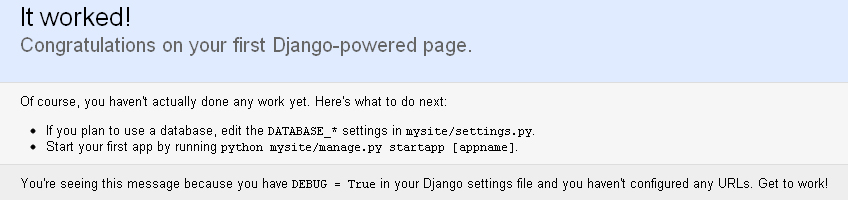 It worked!
Congratulations on your first Django-powered page.
Of course, you haven't actually done any work yet. Here's what to do next:
If you plan to use a database, edit the DATABASE_* settings in mysite/settings.py.
Start your first app by running python mysite/manage.py startapp [appname].
You're seeing this message because you have DEBUG = True in your Django settings file and you haven't configured any URLs. Get to work!